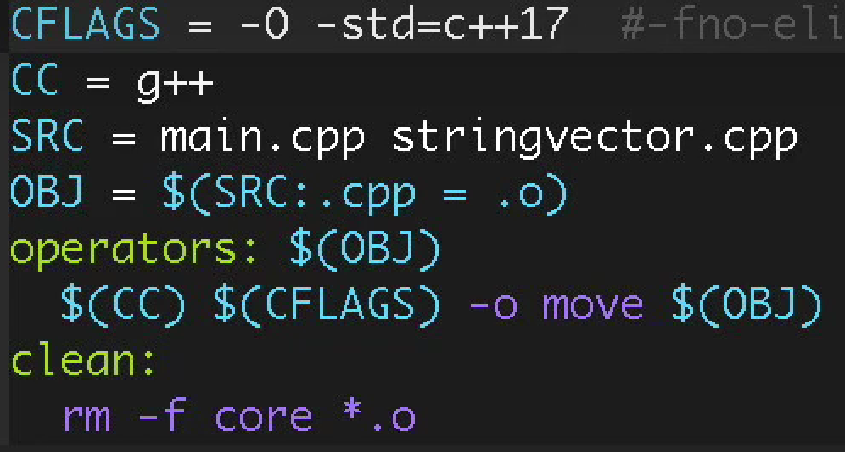 CFLAGS = -O -std=c++17 #-fno-eli
CC = g++
SRC = main.cpp stringvector.cpp
OBJ = $(SRC:.cpp = .o)
operators: $(OBJ)
$(CC) $(CFLAGS) -o move $(OBJ)
clean:
rm -f core *.o